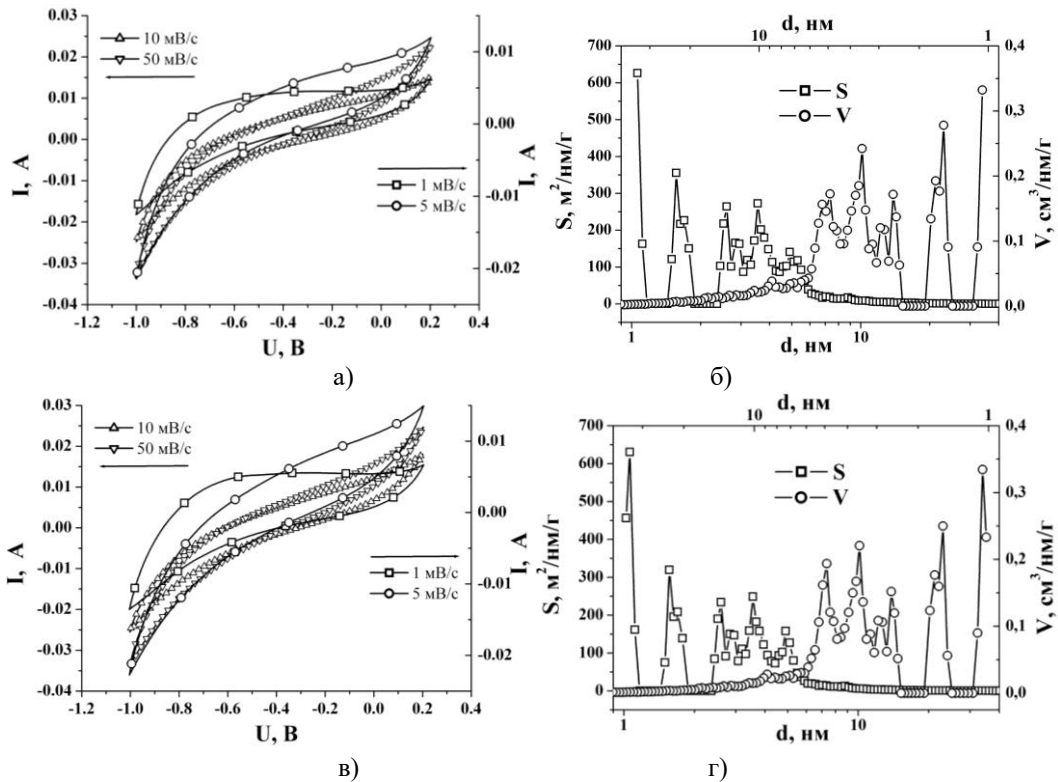 0.03
0.02
0.01
0.00
-0.01
-0.02
-0.03
-0.04
I, A
10 мВ/с
50 мВ/с
0.01
0.00
-0.01
-0.02
I, A
1 мВ/с
5 мВ/с
-1.2 -1.0 -0.8 -0.6 -0.4 -0.2 0.0 0.2 0.4
U, В
а)
d, нм
10 1
700
600
500
400
300
200
100
0
S, м²/нм/г
S
V
0,4
0,3
0,2
0,1
0,0
V, см³/нм/г
1 10
d, нм
б)
0.03
0.02
0.01
0.00
-0.01
-0.02
-0.03
-0.04
I, A
10 мВ/с
50 мВ/с
0.01
0.00
-0.01
-0.02
I, A
1 мВ/с
5 мВ/с
-1.2 -1.0 -0.8 -0.6 -0.4 -0.2 0.0 0.2 0.4
U, В
в)
d, нм
10 1
700
600
500
400
300
200
150
50
0
S, м²/нм/г
S
V
0,4
0,3
0,2
0,1
0,0
V, см³/нм/г
1 10
d, нм
г)